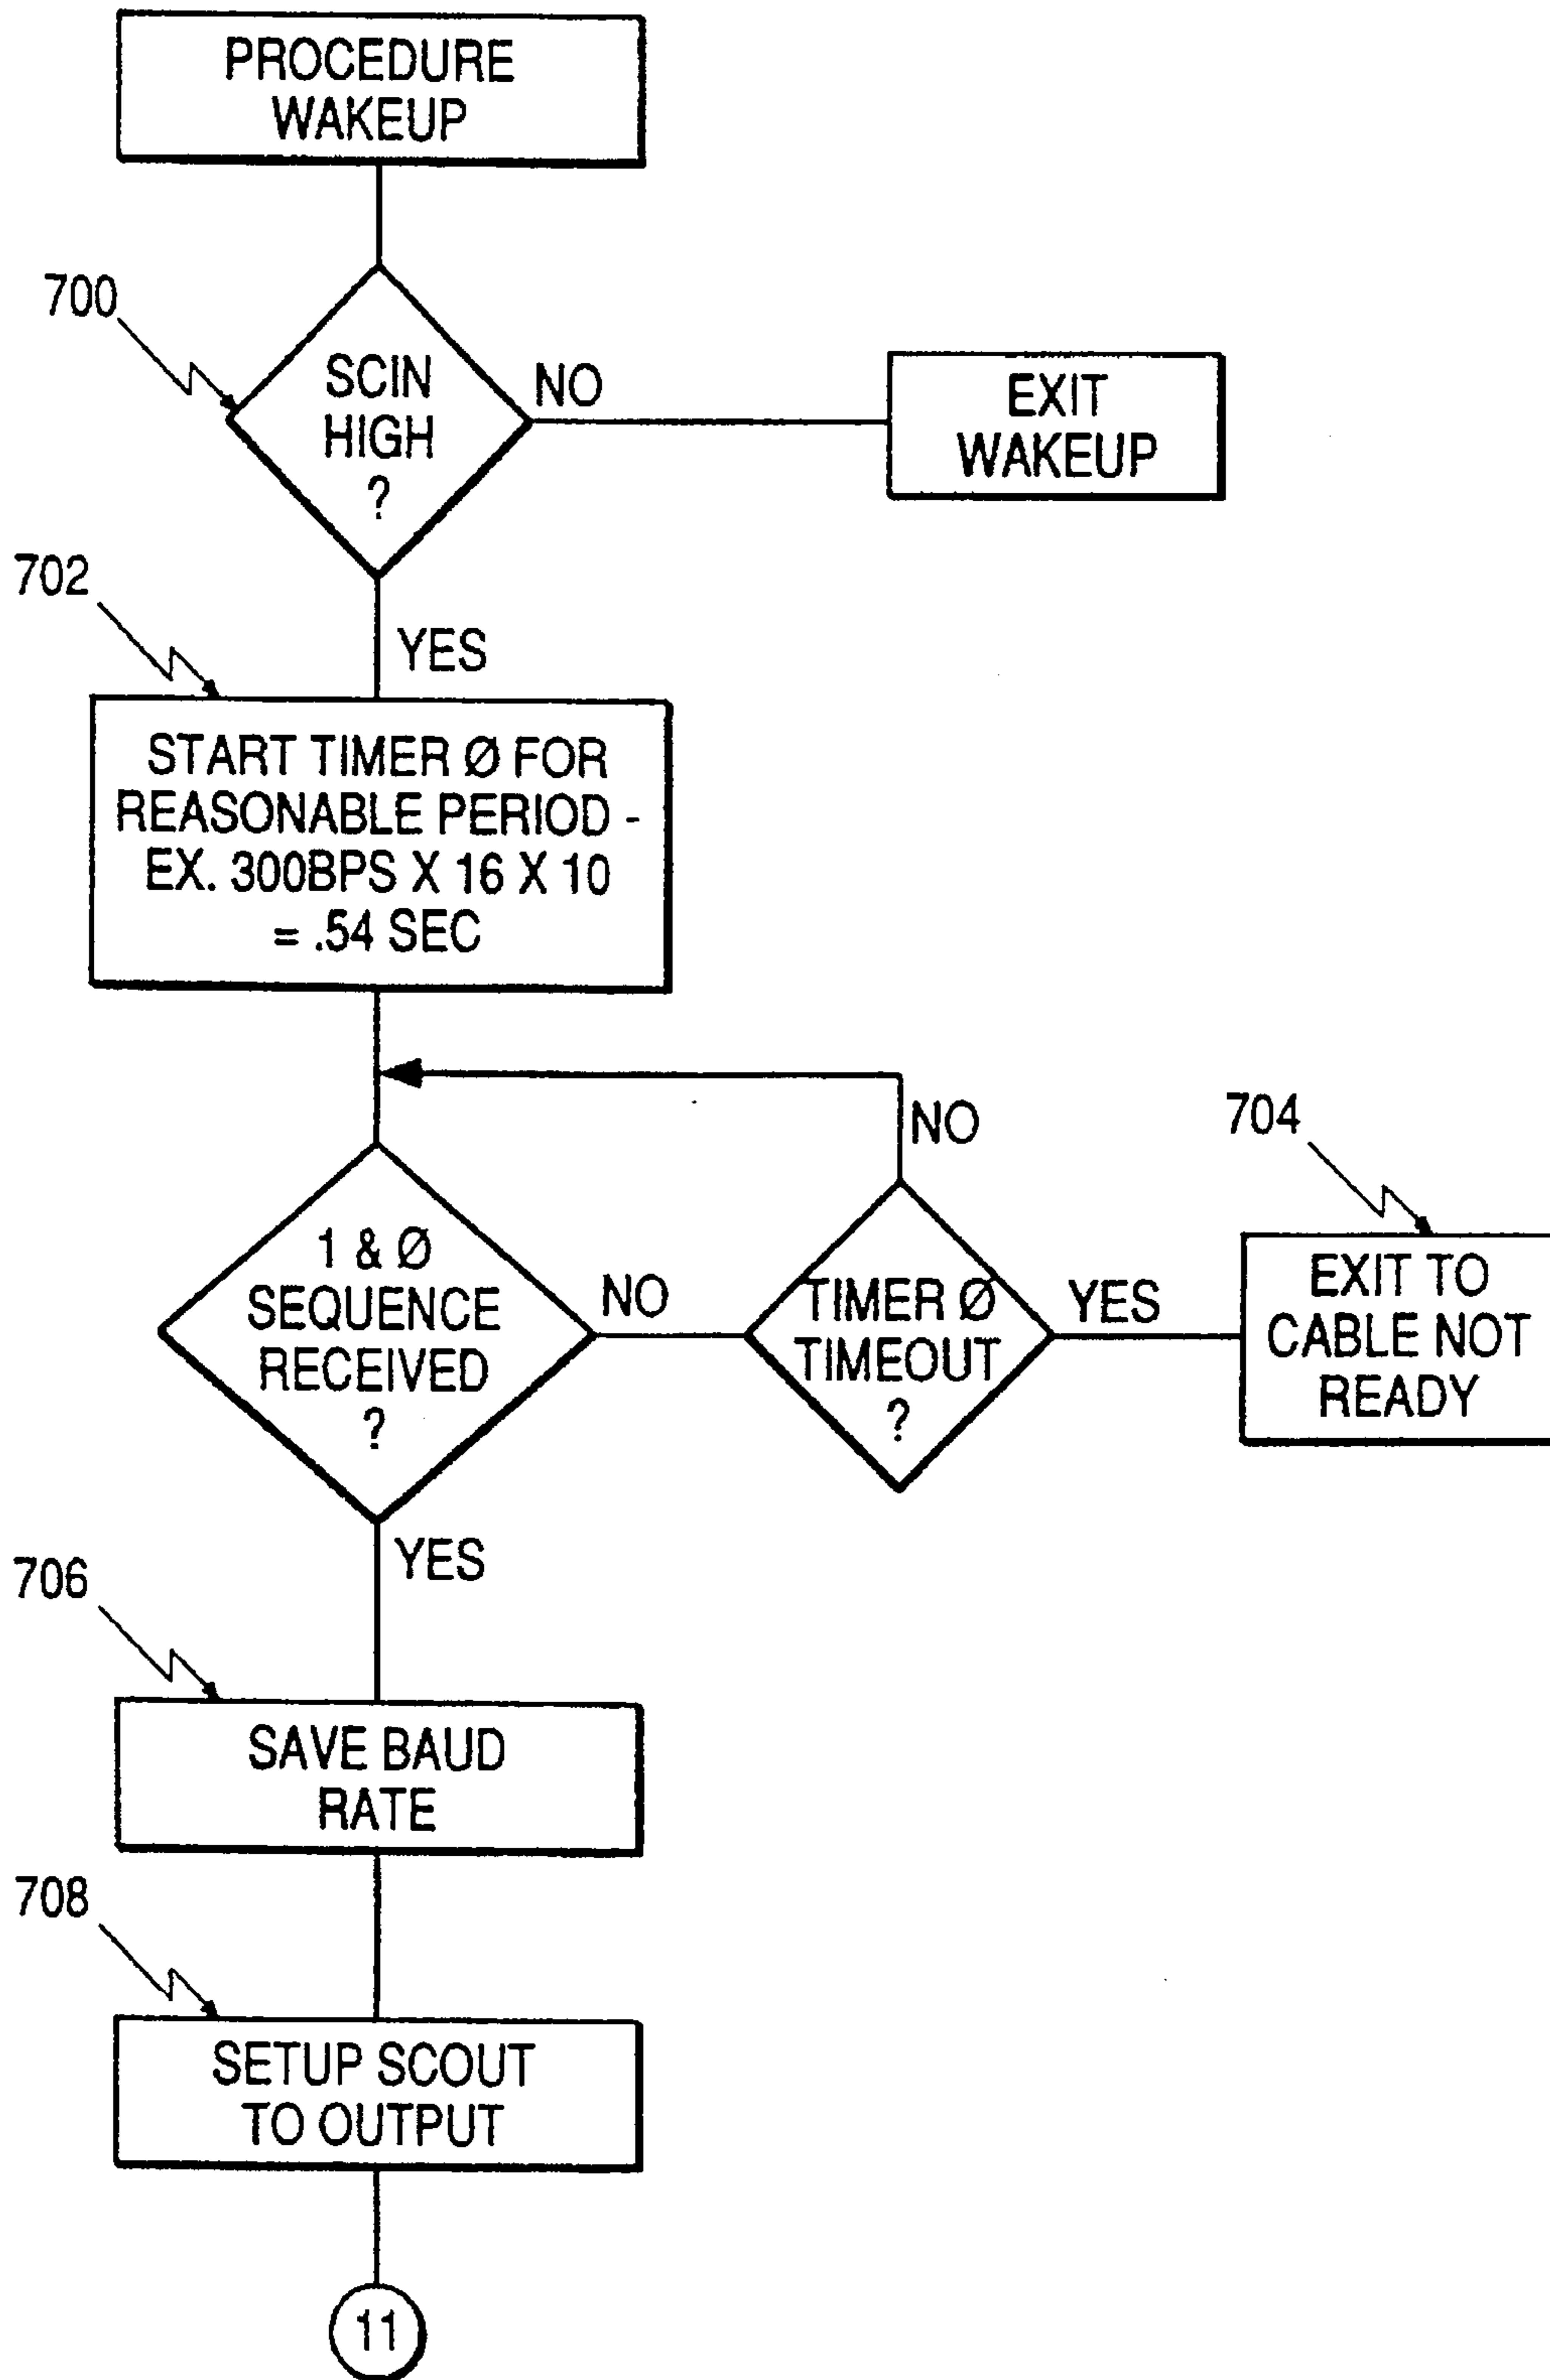 PROCEDURE
WAKEUP
700
SCIN
HIGH
?
NO
EXIT
WAKEUP
702
YES
START TIMER Ø FOR
REASONABLE PERIOD -
EX. 300BPS X 16 X 10
= .54 SEC
NO
704
1 & Ø
SEQUENCE
RECEIVED
?
NO
TIMER Ø
TIMEOUT
?
YES
EXIT TO
CABLE NOT
READY
YES
706
SAVE BAUD
RATE
708
SETUP SCOUT
TO OUTPUT
11